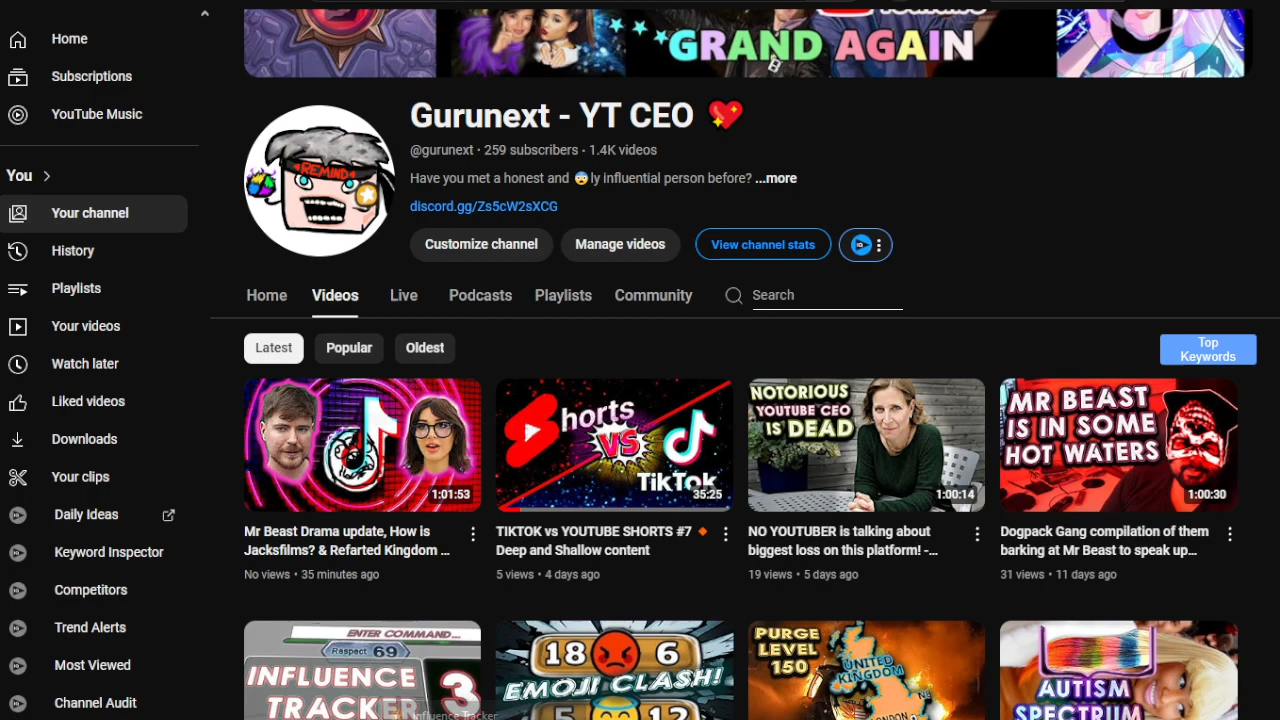 GRAND AGAIN
Home
Subscriptions
YouTube Music
You
Your channel
History
Playlists
Your videos
Watch later
Liked videos
Downloads
Your clips
Daily Ideas
Keyword Inspector
Competitors
Trend Alerts
Most Viewed
Channel Audit
REMIND
Gurunext - YT CEO 💖
@gurunext · 259 subscribers · 1.4K videos
Have you met a honest and 😨ly influential person before? ...more
discord.gg/Zs5cW2sXCG
Customize channel
Manage videos
View channel stats
Home
Videos
Live
Podcasts
Playlists
Community
Search
Latest
Popular
Oldest
Top
Keywords
1:01:53
Mr Beast Drama update, How is
Jacksfilms? & Refarted Kingdom ...
No views • 35 minutes ago
horts
VS
TikTok
35:25
TIKTOK vs YOUTUBE SHORTS #7 🔸
Deep and Shallow content
5 views • 4 days ago
NOTORIOUS
YOUTUBE CEO
IS DEAD
1:00:14
NO YOUTUBER is talking about
biggest loss on this platform! -...
19 views • 5 days ago
MR BEAST
IS IN SOME
HOT WATERS
1:00:30
Dogpack Gang compilation of them
barking at Mr Beast to speak up...
31 views • 11 days ago
ENTER COMMAND...
Respect 69
INFLUENCE
TRACKER
3
Influence Tracker
18 6
EMOJI CLASH!
5 12
PURGE
LEVEL
150
UNITED
KINGDOM
LONDON
AUTISM
SPECTRUM